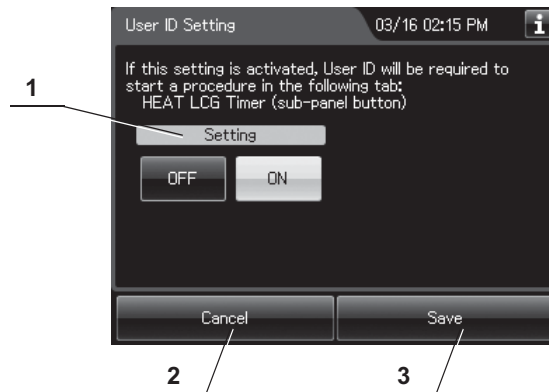 User ID Setting 03/16 02:15 PM i
If this setting is activated, User ID will be required to
start a procedure in the following tab:
HEAT LCG Timer (sub-panel button)
1
Setting
OFF ON
Cancel Save
2 3